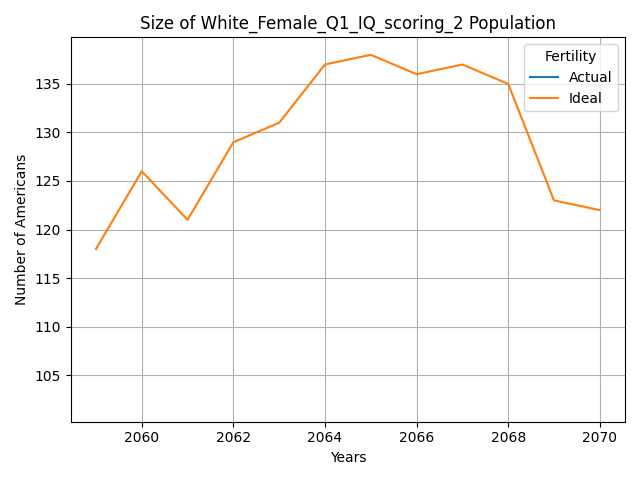 Size of White_Female_Q1_IQ_scoring_2 Population
Fertility
Actual
Ideal
Number of Americans
135
130
125
120
115
110
105
2060 2062 2064 2066 2068 2070
Years